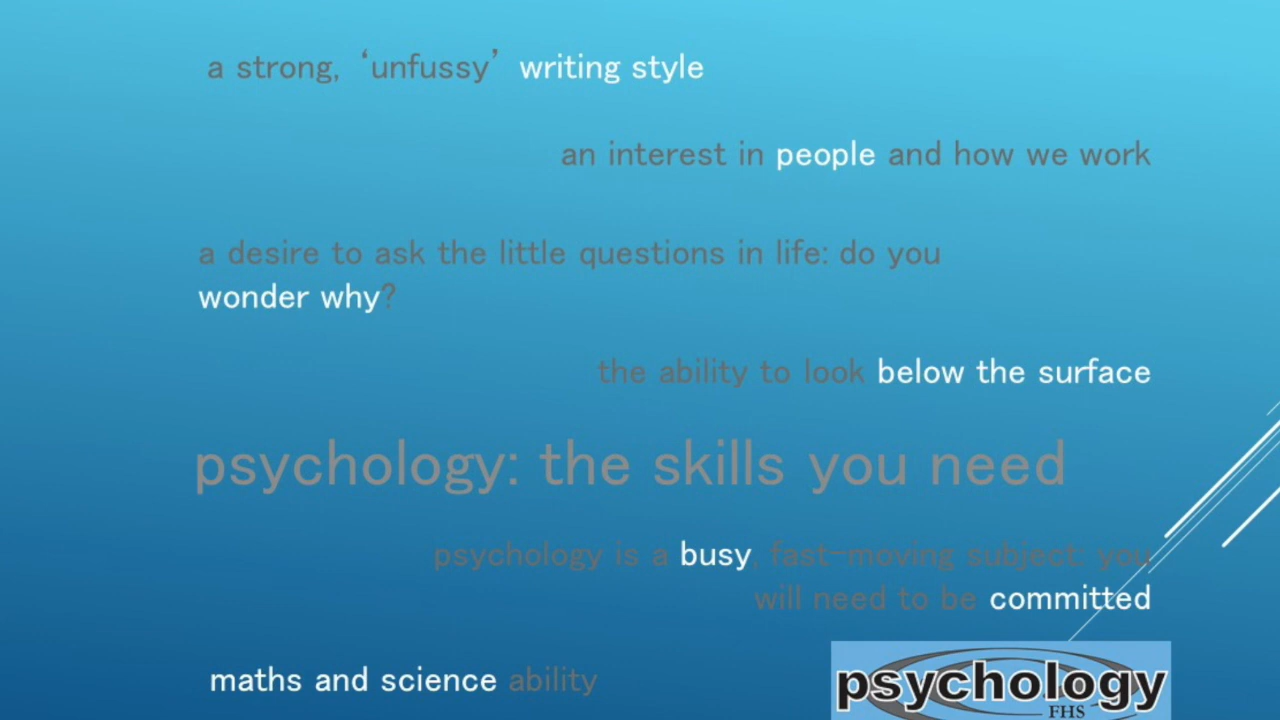 a strong, ‘unfussy’ writing style
an interest in people and how we work
a desire to ask the little questions in life: do you
wonder why?
the ability to look below the surface
psychology: the skills you need
psychology is a busy, fast-moving subject: you
will need to be committed
maths and science ability
psychology
FHS